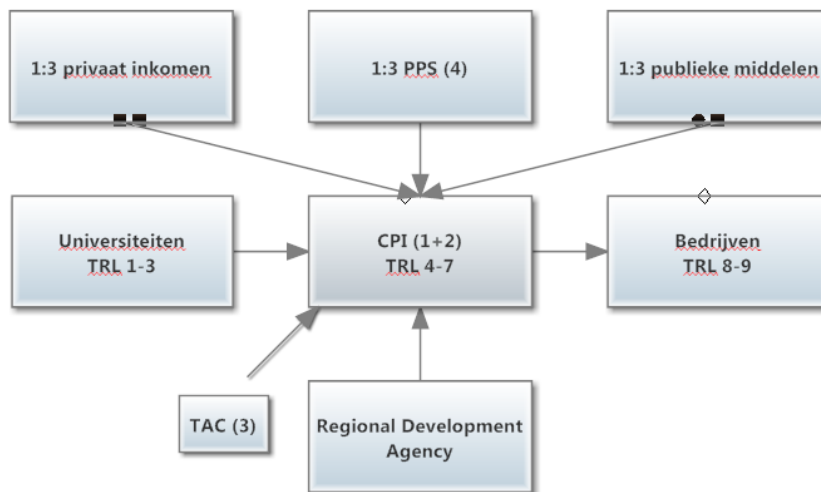 1:3 privaat inkomen
1:3 PPS (4)
1:3 publieke middelen
Universiteiten
TRL 1-3
CPI (1+2)
TRL 4-7
Bedrijven
TRL 8-9
TAC (3)
Regional Development
Agency